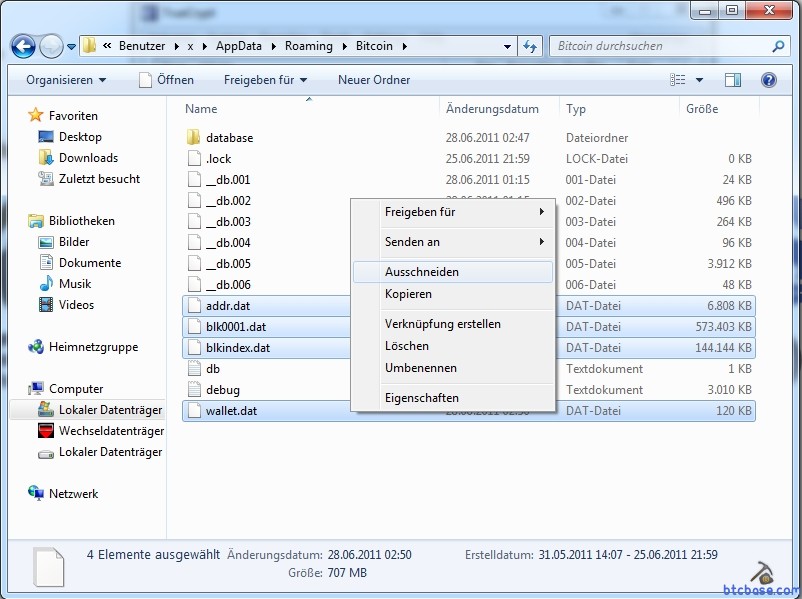 TrueCrypt
« Benutzer ▸ x ▸ AppData ▸ Roaming ▸ Bitcoin ▸ Bitcoin durchsuchen
Organisieren Öffnen Freigeben für Neuer Ordner
Name Änderungsdatum Typ Größe
Favoriten
Desktop
Downloads
Zuletzt besucht
Bibliotheken
Bilder
Dokumente
Musik
Videos
Heimnetzgruppe
Computer
Lokaler Datenträger
Wechseldatenträger
Lokaler Datenträger
Netzwerk
database 28.06.2011 02:47 Dateiordner
.lock 25.06.2011 21:59 LOCK-Datei 0 KB
__db.001 28.06.2011 01:15 001-Datei 24 KB
__db.002 28.06.2011 01:15 002-Datei 496 KB
__db.003 003-Datei 264 KB
__db.004 004-Datei 96 KB
__db.005 005-Datei 3.912 KB
__db.006 006-Datei 48 KB
addr.dat DAT-Datei 6.808 KB
blk0001.dat DAT-Datei 573.403 KB
blkindex.dat DAT-Datei 144.144 KB
db Textdokument 1 KB
debug Textdokument 3.010 KB
wallet.dat 28.06.2011 02:50 DAT-Datei 120 KB
Freigeben für
Senden an
Ausschneiden
Kopieren
Verknüpfung erstellen
Löschen
Umbenennen
Eigenschaften
4 Elemente ausgewählt Änderungsdatum: 28.06.2011 02:50 Erstelldatum: 31.05.2011 14:07 - 25.06.2011 21:59
Größe: 707 MB
btcbase.com